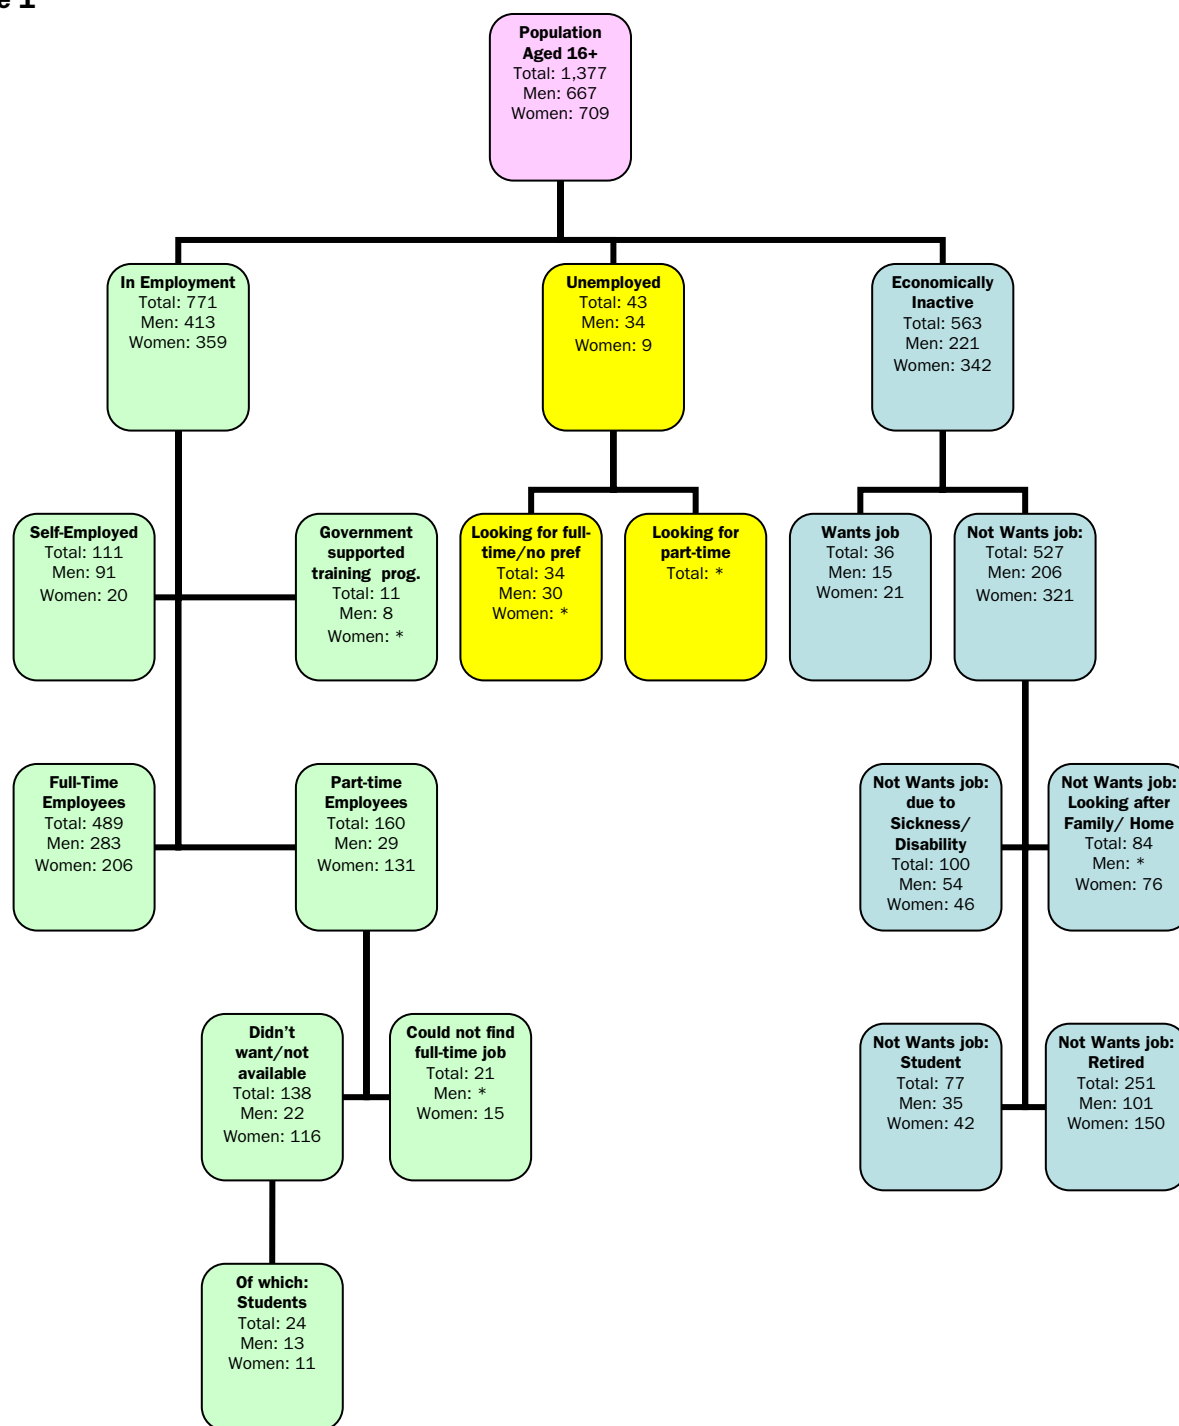 Population
Aged 16+
Total: 1,377
Men: 667
Women: 709
In Employment
Total: 771
Men: 413
Women: 359
Unemployed
Total: 43
Men: 34
Women: 9
Economically
Inactive
Total: 563
Men: 221
Women: 342
Self-Employed
Total: 111
Men: 91
Women: 20
Government
supported
training prog.
Total: 11
Men: 8
Women: *
Looking for full-
time/no pref
Total: 34
Men: 30
Women: *
Looking for
part-time
Total: *
Wants job
Total: 36
Men: 15
Women: 21
Not Wants job:
Total: 527
Men: 206
Women: 321
Full-Time
Employees
Total: 489
Men: 283
Women: 206
Part-time
Employees
Total: 160
Men: 29
Women: 131
Not Wants job:
due to
Sickness/
Disability
Total: 100
Men: 54
Women: 46
Not Wants job:
Looking after
Family/ Home
Total: 84
Men: *
Women: 76
Didn't
want/not
available
Total: 138
Men: 22
Women: 116
Could not find
full-time job
Total: 21
Men: *
Women: 15
Not Wants job:
Student
Total: 77
Men: 35
Women: 42
Not Wants job:
Retired
Total: 251
Men: 101
Women: 150
Of which:
Students
Total: 24
Men: 13
Women: 11